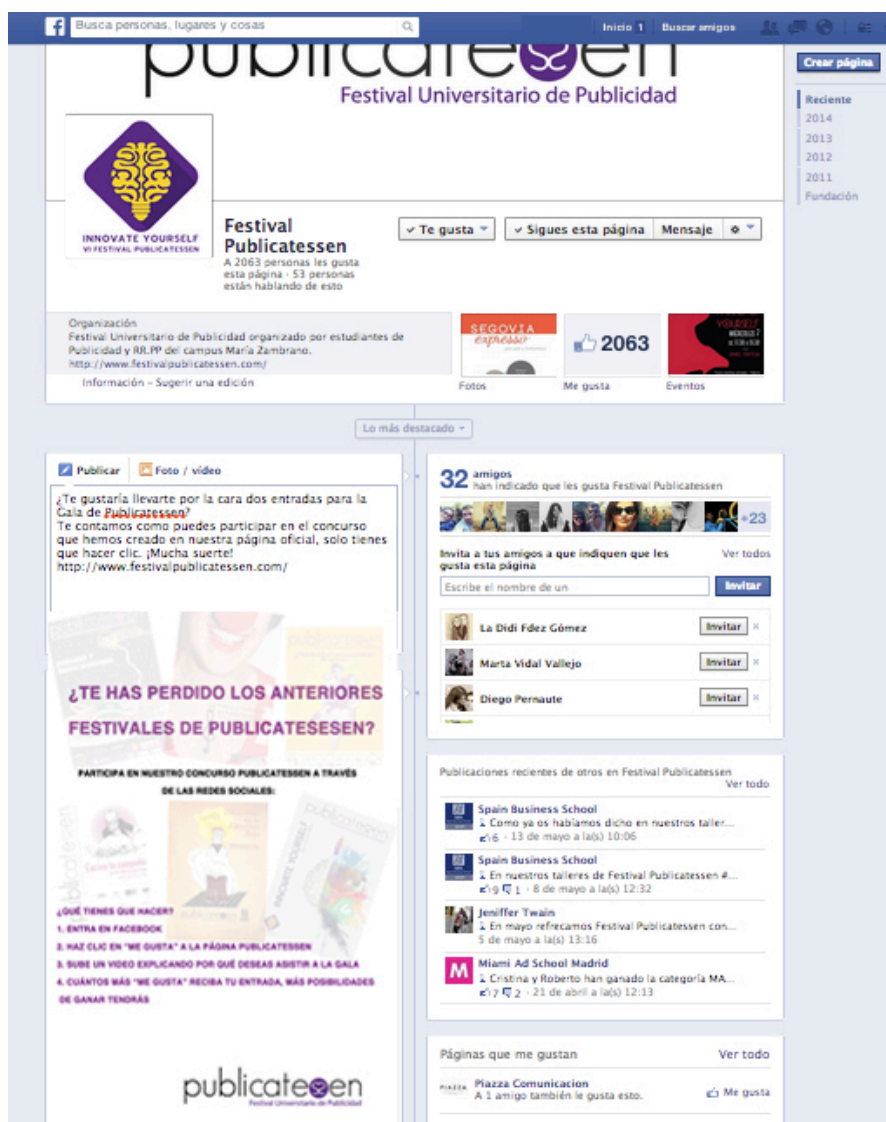 Busca personas, lugares y cosas
Inicio 1
Buscar amigos
publicatessen
Festival Universitario de Publicidad
Crear página
Reciente
2014
2013
2012
2011
Fundación
INNOVATE YOURSELF
VI FESTIVAL PUBLICATESSEN
Festival
Publicatessen
A 2063 personas les gusta
esta página · 53 personas
están hablando de esto
Te gusta
Sigues esta página
Mensaje
Organización
Festival Universitario de Publicidad organizado por estudiantes de
Publicidad y RR.PP del campus María Zambrano.
http://www.festivalpublicatessen.com/
Información – Sugerir una edición
SEGOVIA
expresso
Fotos
2063
Me gusta
YOURSELF
Eventos
Lo más destacado
Publicar
Foto / vídeo
¿Te gustaría llevarte por la cara dos entradas para la
Gala de Publicatessen?
Te contamos como puedes participar en el concurso
que hemos creado en nuestra página oficial, solo tienes
que hacer clic. ¡Mucha suerte!
http://www.festivalpublicatessen.com/
¿TE HAS PERDIDO LOS ANTERIORES
FESTIVALES DE PUBLICATESESEN?
PARTICIPA EN NUESTRO CONCURSO PUBLICATESSEN A TRAVÉS
DE LAS REDES SOCIALES:
publicatessen
INNOVATE YOURSELF
¿QUÉ TIENES QUE HACER?
1. ENTRA EN FACEBOOK
2. HAZ CLIC EN "ME GUSTA" A LA PÁGINA PUBLICATESSEN
3. SUBE UN VIDEO EXPLICANDO POR QUÉ DESEAS ASISTIR A LA GALA
4. CUÁNTOS MÁS "ME GUSTA" RECIBA TU ENTRADA, MÁS POSIBILIDADES
DE GANAR TENDRÁS
publicatessen
Festival Universitario de Publicidad
32 amigos
han indicado que les gusta Festival Publicatessen
+23
Invita a tus amigos a que indiquen que les
gusta esta página
Ver todos
Escribe el nombre de un
Invitar
La Didi Fdez Gómez
Invitar
Marta Vidal Vallejo
Invitar
Diego Pernaute
Invitar
Publicaciones recientes de otros en Festival Publicatessen
Ver todo
Spain Business School
Como ya os habíamos dicho en nuestros taller...
6 · 13 de mayo a la(s) 10:06
Spain Business School
En nuestros talleres de Festival Publicatessen #...
9 1 · 8 de mayo a la(s) 12:32
Jeniffer Twain
En mayo refrecamos Festival Publicatessen con...
5 de mayo a la(s) 13:16
M
Miami Ad School Madrid
Cristina y Roberto han ganado la categoría MA...
7 2 · 21 de abril a la(s) 12:13
Páginas que me gustan
Ver todo
PIAZZA
Piazza Comunicacion
A 1 amigo también le gusta esto.
Me gusta